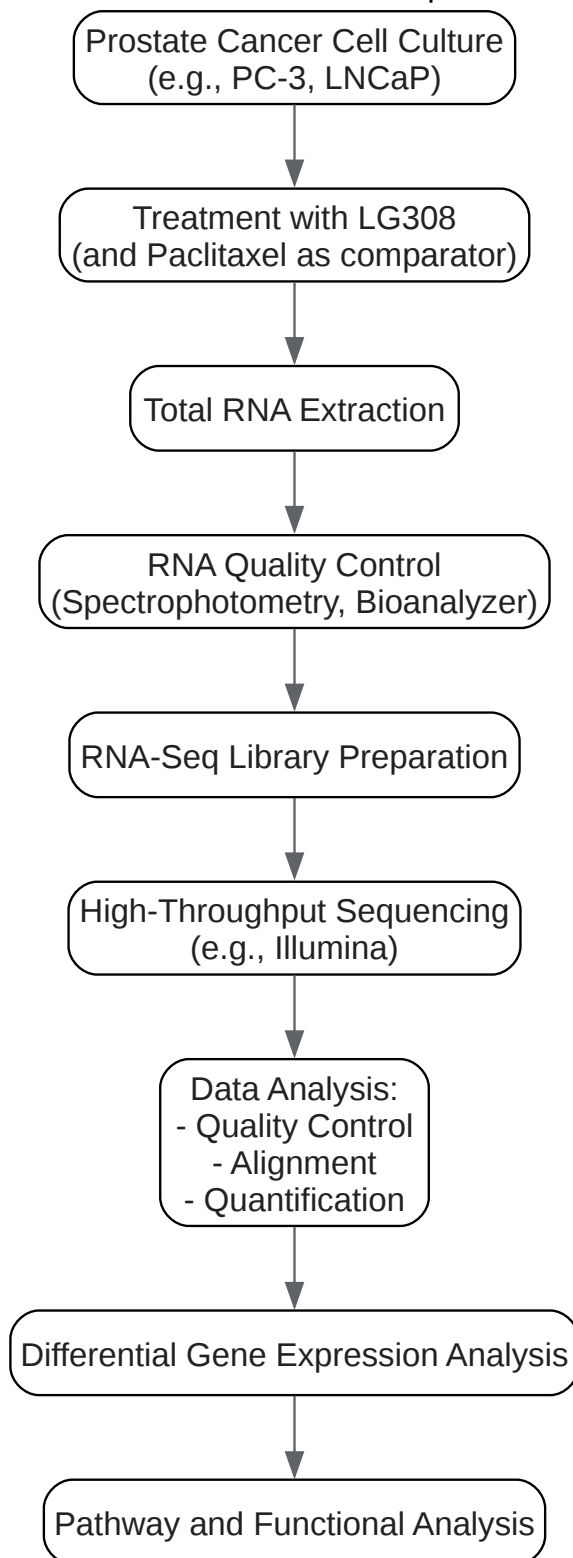 Prostate Cancer Cell Culture
(e.g., PC-3, LNCaP)
Treatment with LG308
(and Paclitaxel as comparator)
Total RNA Extraction
RNA Quality Control
(Spectrophotometry, Bioanalyzer)
RNA-Seq Library Preparation
High-Throughput Sequencing
(e.g., Illumina)
Data Analysis:
- Quality Control
- Alignment
- Quantification
Differential Gene Expression Analysis
Pathway and Functional Analysis